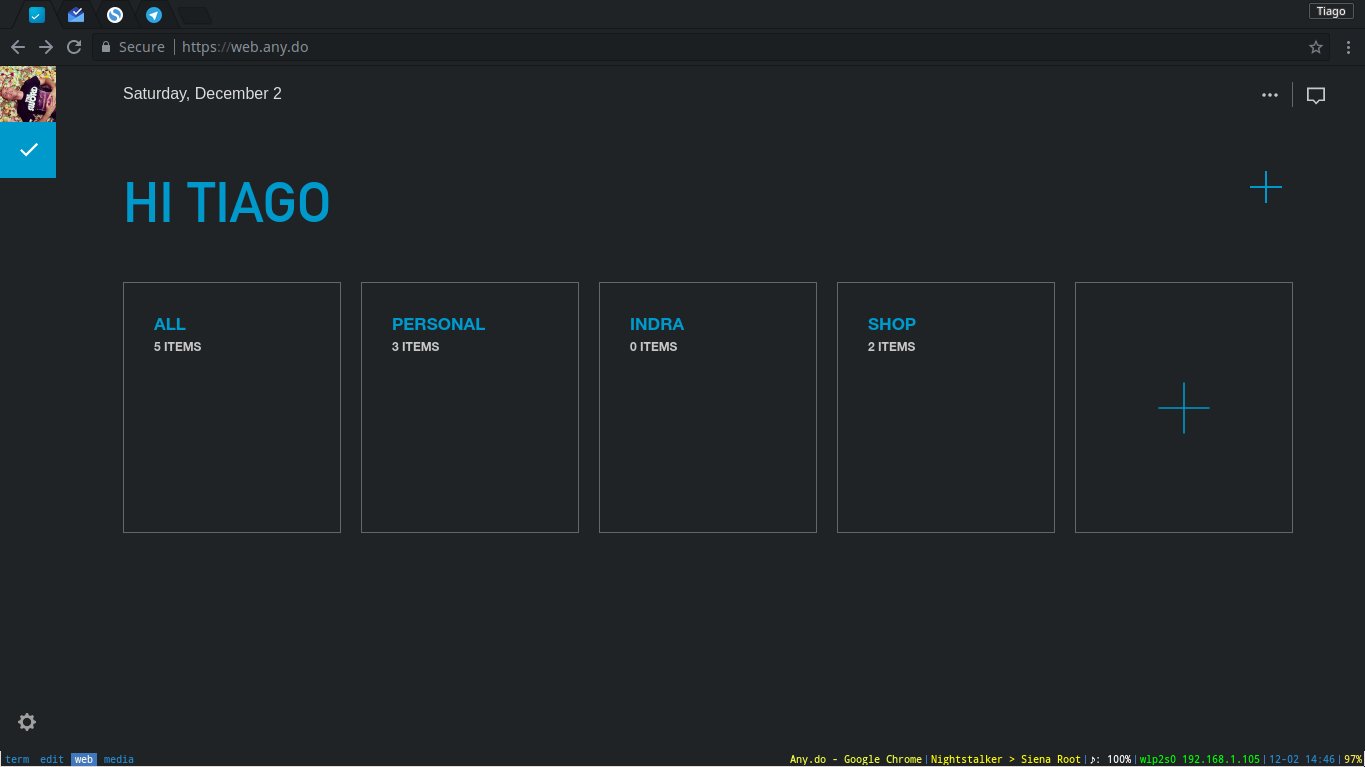 Tiago
Secure | https://web.any.do
Saturday, December 2
HI TIAGO
ALL
5 ITEMS
PERSONAL
3 ITEMS
INDRA
0 ITEMS
SHOP
2 ITEMS
term edit web media
Any.do - Google Chrome|Nightstalker > Siena Root|♪: 100%|wlp2s0 192.168.1.105|12-02 14:46|97%